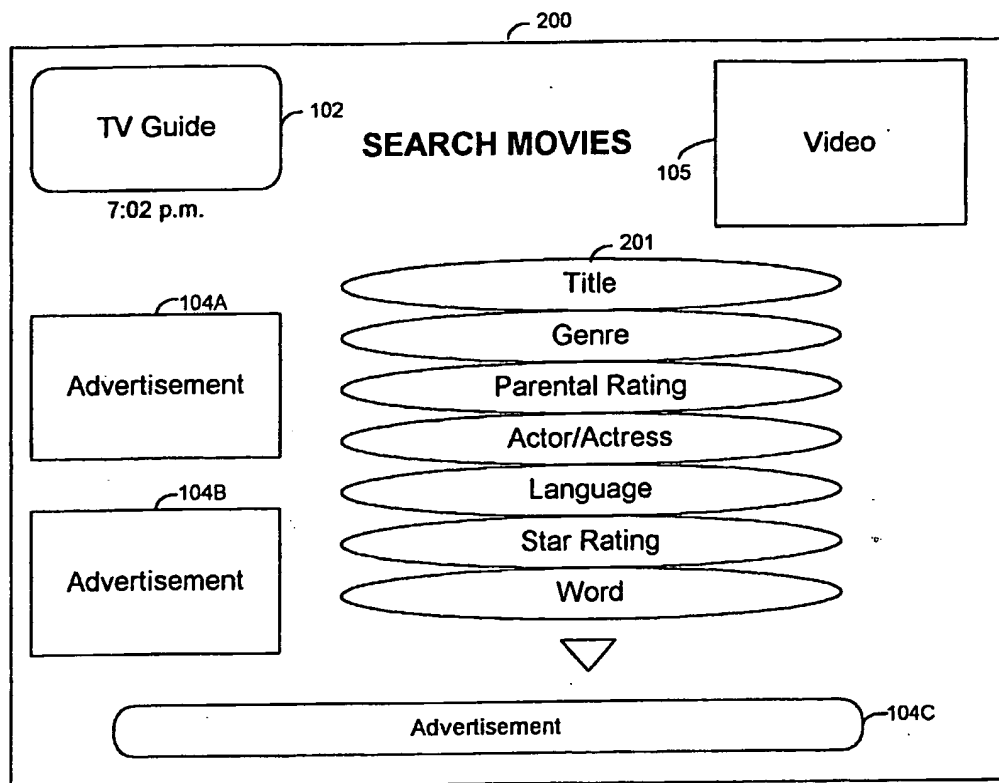 200
TV Guide
102
SEARCH MOVIES
105
Video
7:02 p.m.
201
Title
Genre
Parental Rating
Actor/Actress
Language
Star Rating
Word
104A
Advertisement
104B
Advertisement
Advertisement
104C